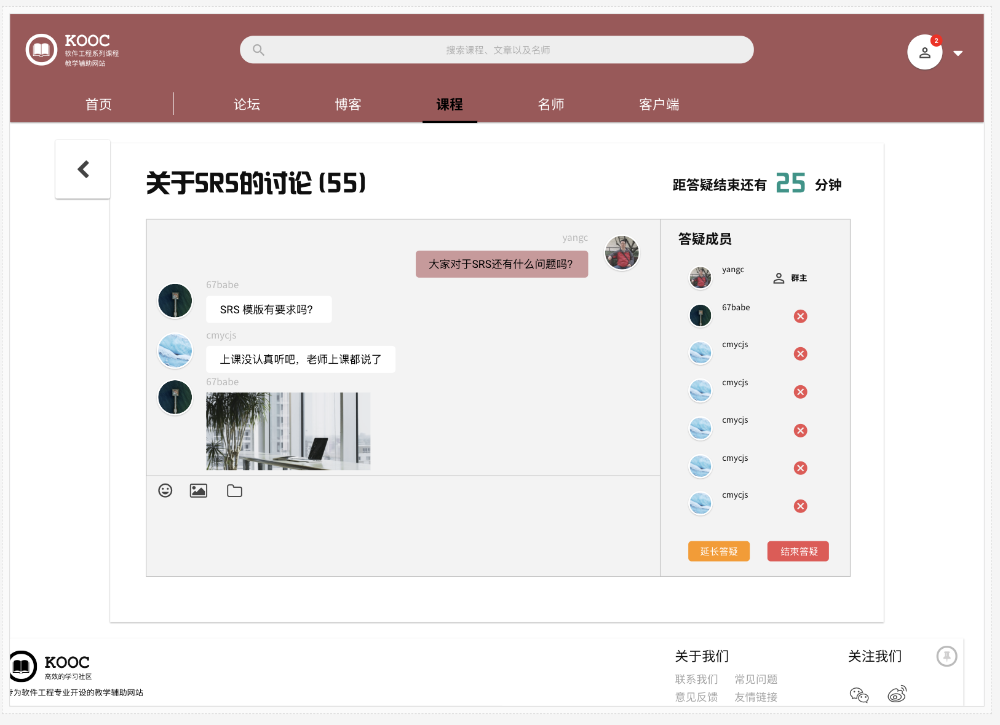 KOOC
软件工程系列课程
教学辅助网站
搜索课程、文章以及名师
2
首页
论坛
博客
课程
名师
客户端
关于SRS的讨论 (55)
距答疑结束还有 25 分钟
yangc
大家对于SRS还有什么问题吗?
67babe
SRS 模版有要求吗?
cmycjs
上课没认真听吧，老师上课都说了
67babe
答疑成员
yangc
群主
67babe
cmycjs
cmycjs
cmycjs
cmycjs
cmycjs
延长答疑
结束答疑
KOOC
高效的学习社区
为软件工程专业开设的教学辅助网站
关于我们
联系我们
常见问题
意见反馈
友情链接
关注我们